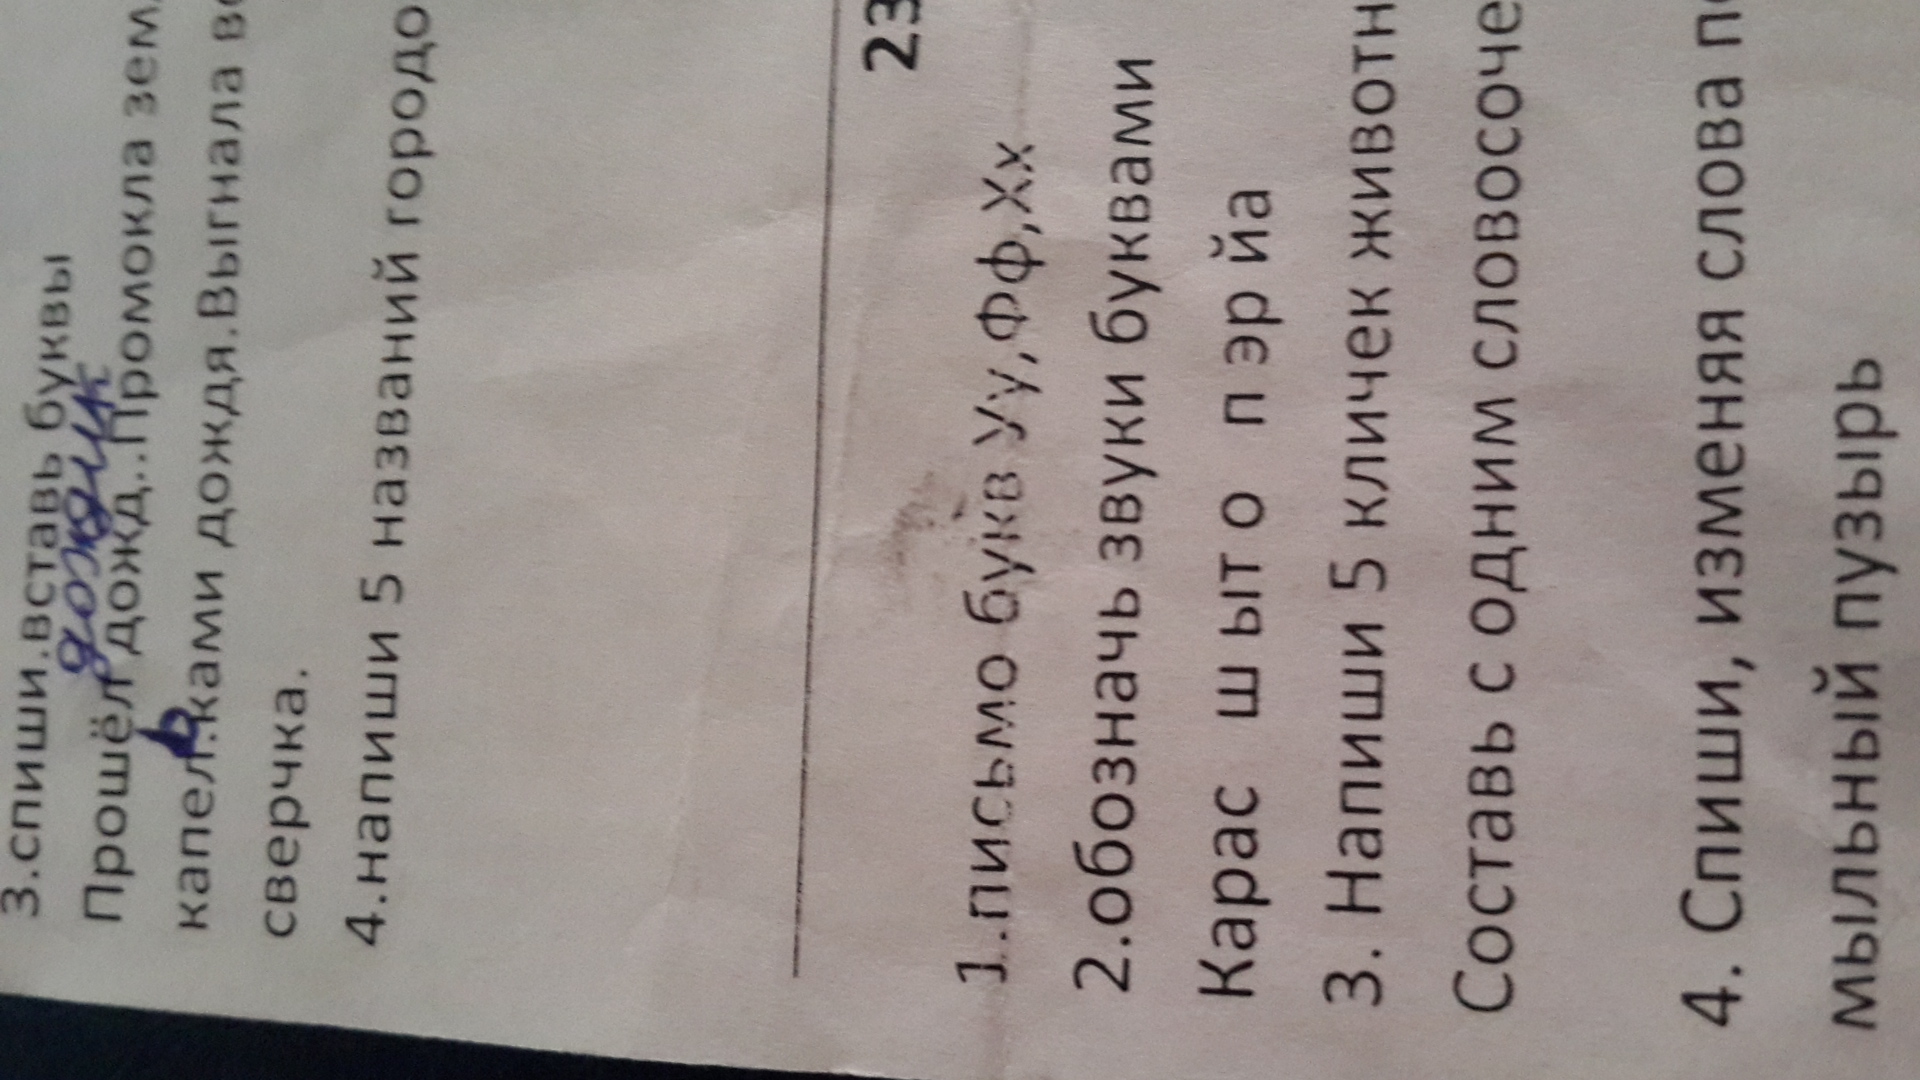 3.спиши.вставь буквы
дождик
Прошёл дожд..Промокла зем
ь
капел.ками дождя.Выгнала в
сверчка.
4.напиши 5 названий городо
23
1.письмо букв Уу,Фф,Хх
2.обозначь звуки буквами
Карас ш ыт о п эр йа
3. Напиши 5 кличек животн
Составь с одним словосоче
4. Спиши, изменяя слова п
мыльный пузырь